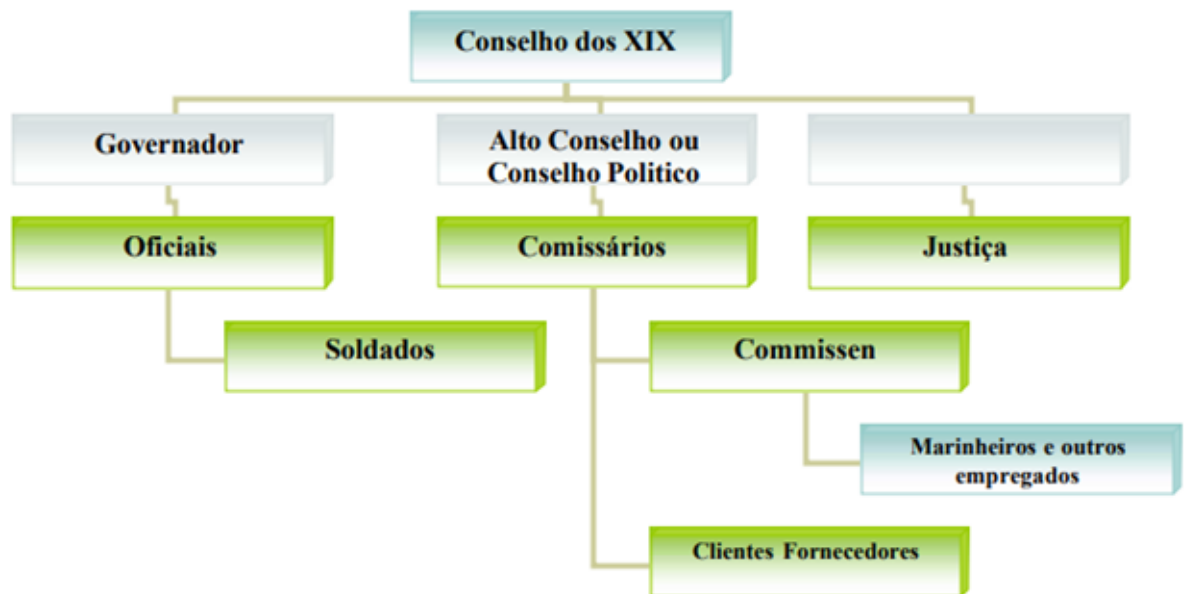 Conselho dos XIX
Governador
Alto Conselho ou
Conselho Politico
Oficiais
Comissários
Justiça
Soldados
Commissen
Marinheiros e outros
empregados
Clientes Fornecedores